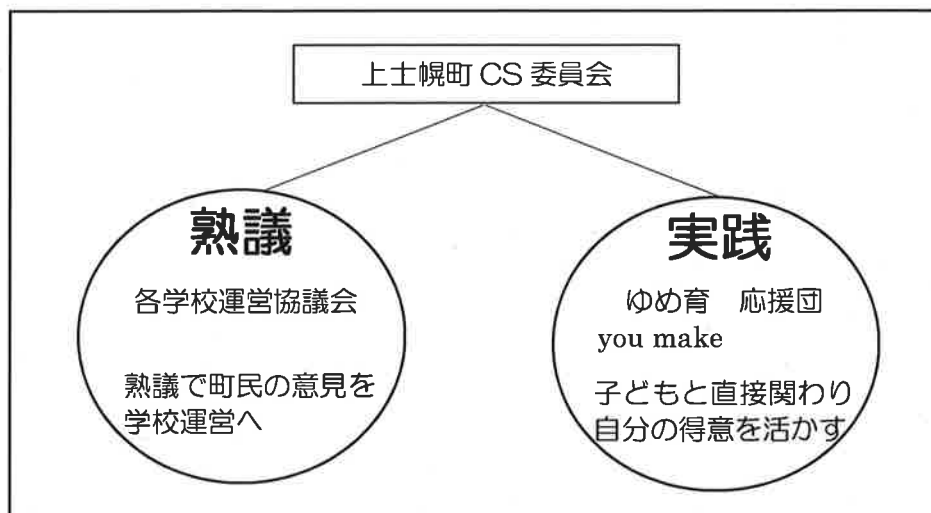 上士幌町 CS 委員会
熟議
各学校運営協議会
熟議で町民の意見を
学校運営へ
実践
ゆめ育　応援団
you make
子どもと直接関わり
自分の得意を活かす